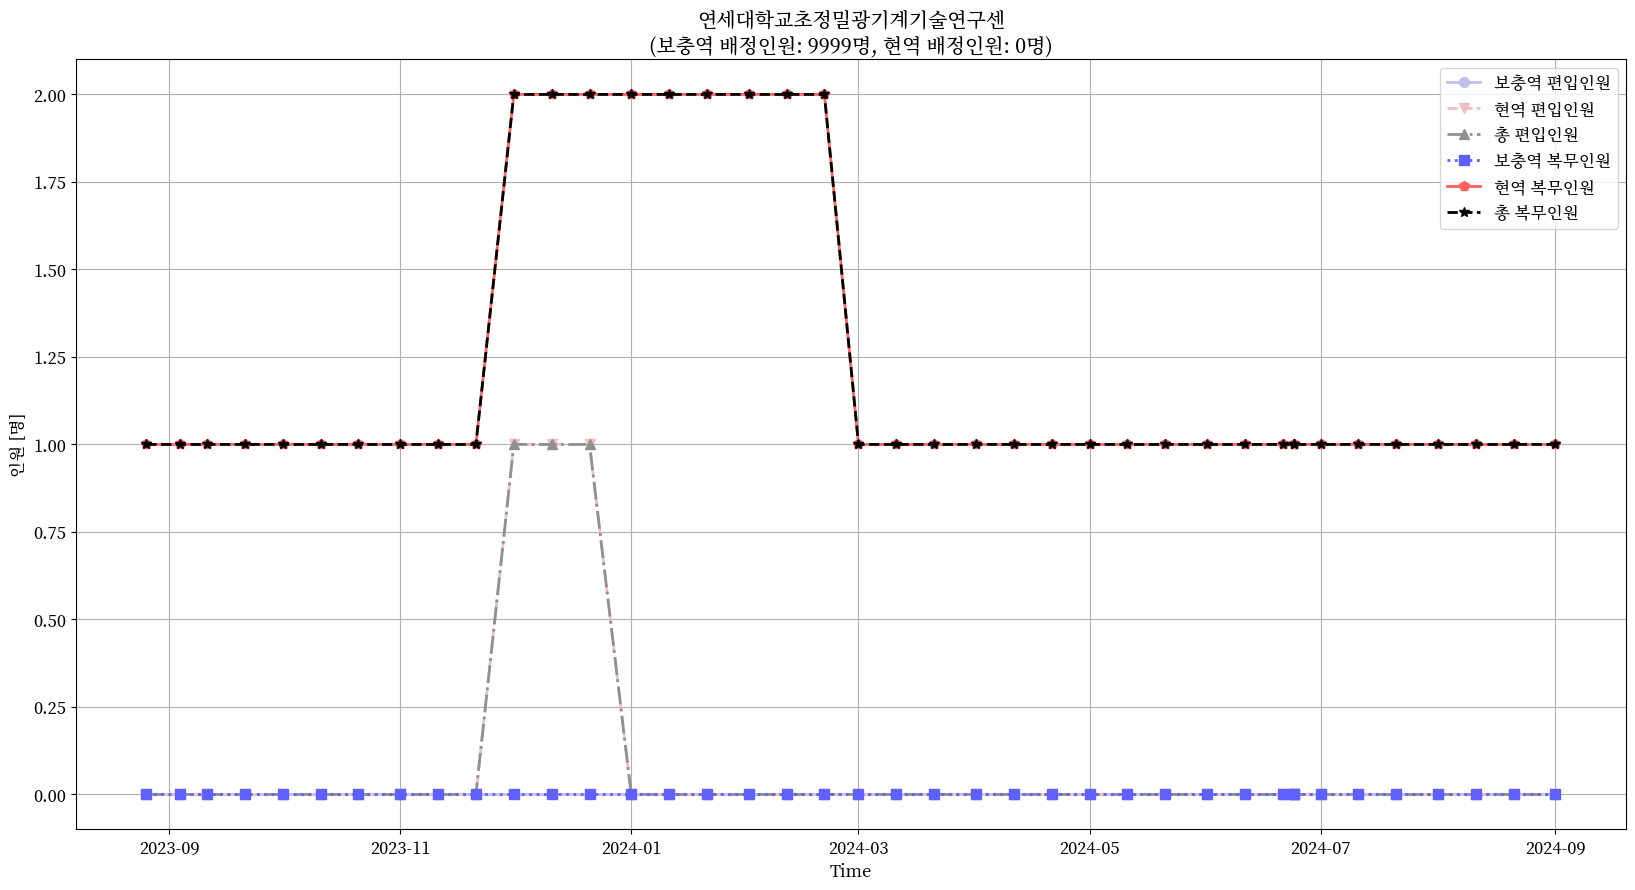 연세대학교초정밀광기계기술연구센
(보충역 배정인원: 9999명, 현역 배정인원: 0명)
보충역 편입인원
현역 편입인원
총 편입인원
보충역 복무인원
현역 복무인원
총 복무인원
2.00
1.75
1.50
1.25
1.00
0.75
0.50
0.25
0.00
인원 [명]
2023-09
2023-11
2024-01
2024-03
2024-05
2024-07
2024-09
Time